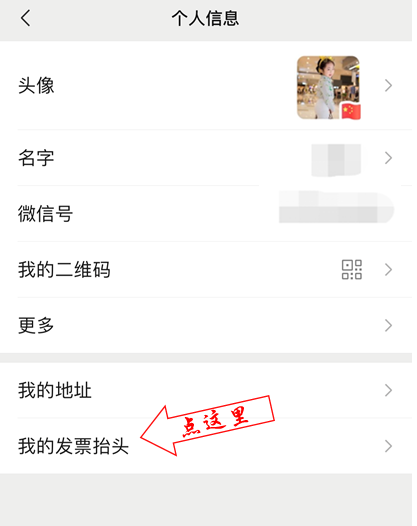 个人信息
头像
名字
微信号
我的二维码
更多
我的地址
点这里
我的发票抬头